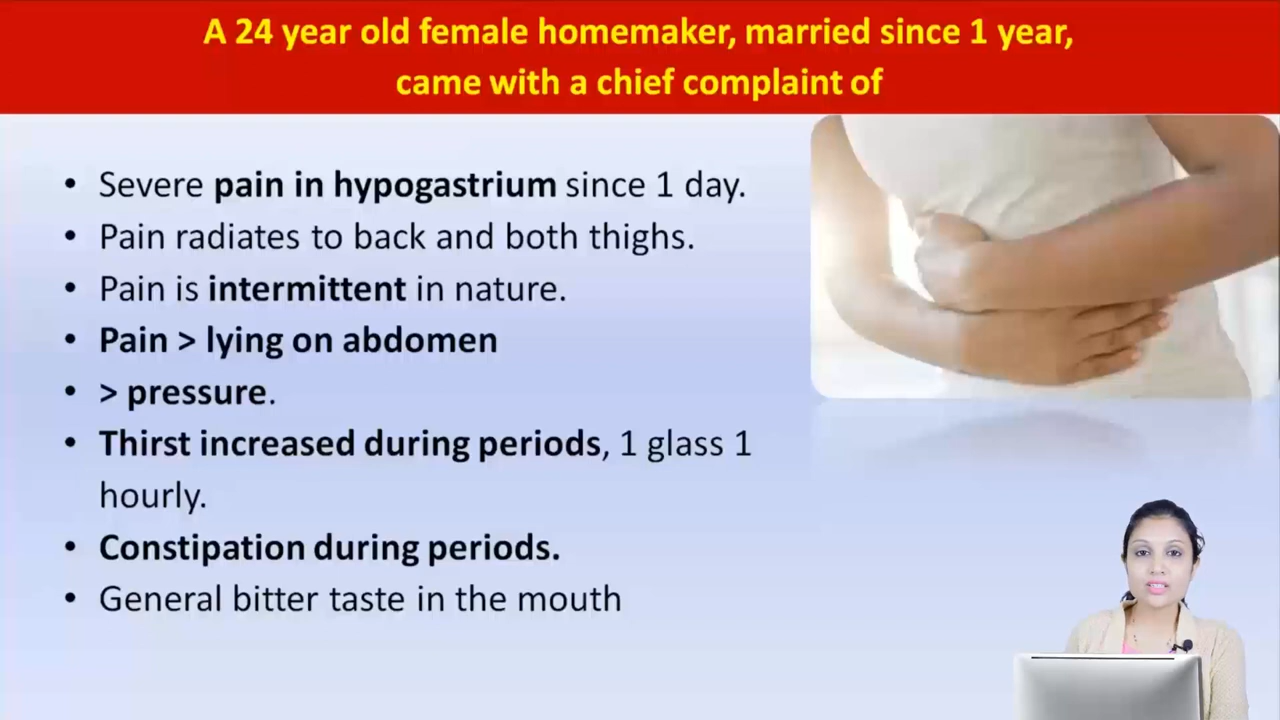 A 24 year old female homemaker, married since 1 year,
came with a chief complaint of
• Severe pain in hypogastrium since 1 day.
• Pain radiates to back and both thighs.
• Pain is intermittent in nature.
• Pain > lying on abdomen
• > pressure.
• Thirst increased during periods, 1 glass 1
hourly.
• Constipation during periods.
• General bitter taste in the mouth